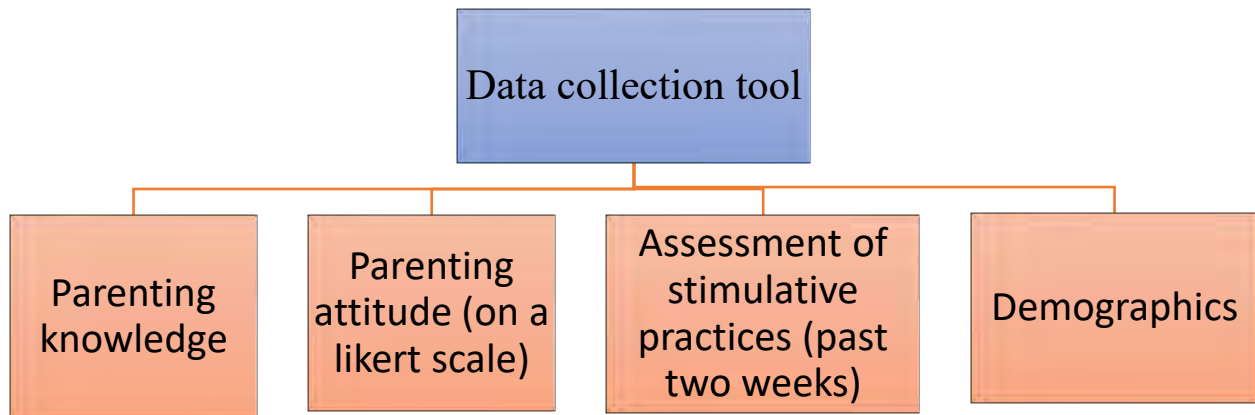 Data collection tool
Parenting
knowledge
Parenting
attitude (on a
likert scale)
Assessment of
stimulative
practices (past
two weeks)
Demographics